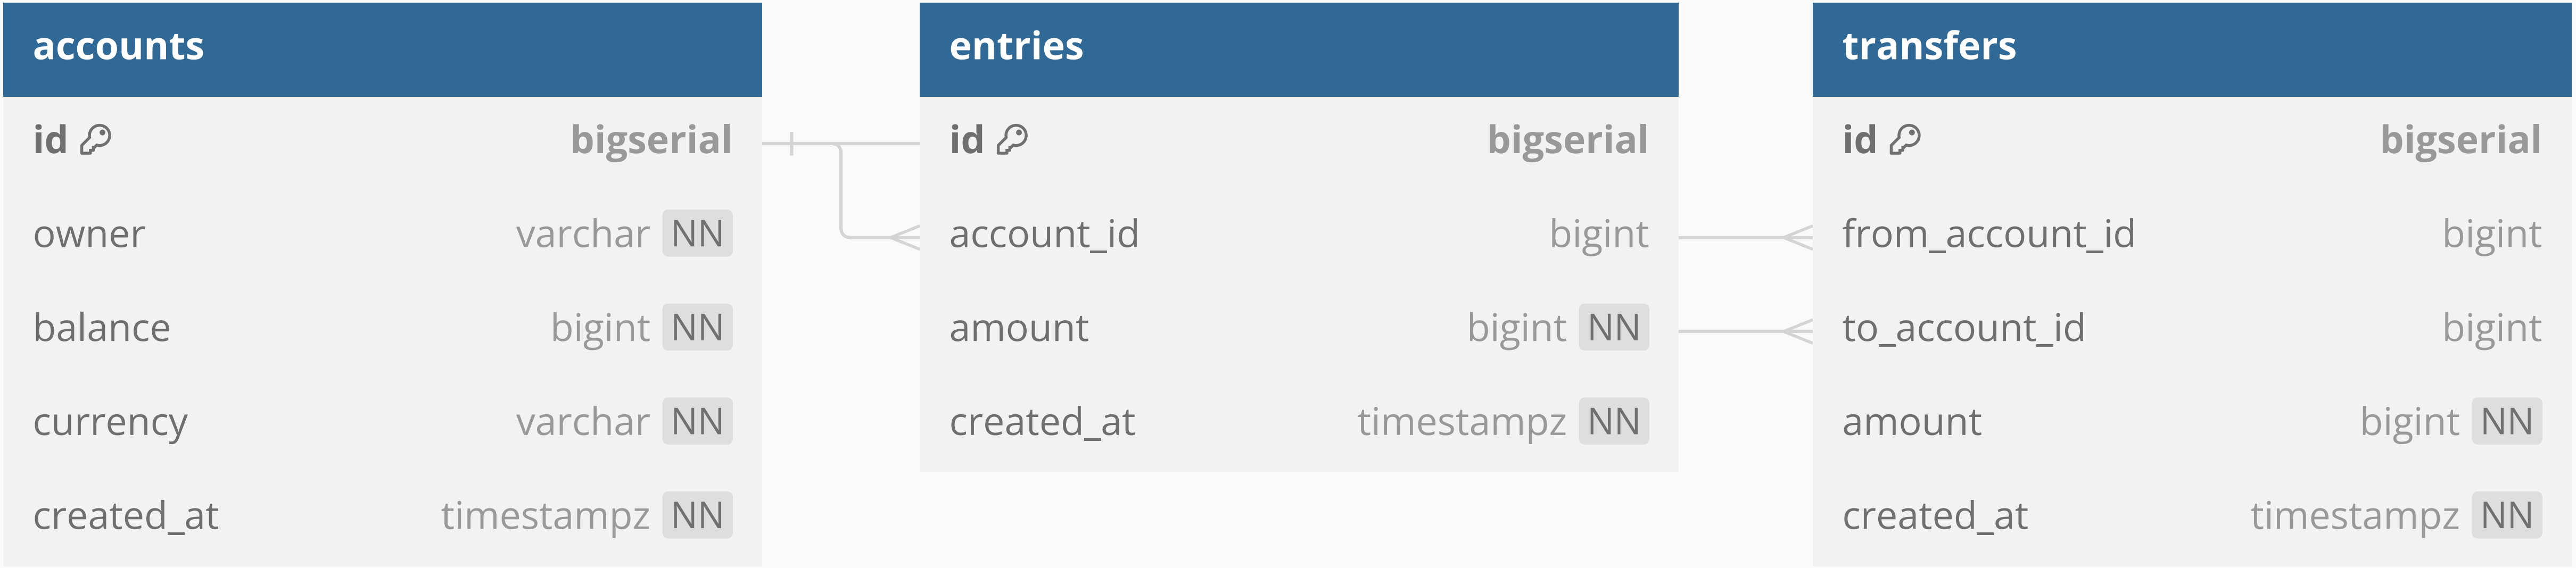 accounts
id bigserial
owner varchar NN
balance bigint NN
currency varchar NN
created_at timestampz NN
entries
id bigserial
account_id bigint
amount bigint NN
created_at timestampz NN
transfers
id bigserial
from_account_id bigint
to_account_id bigint
amount bigint NN
created_at timestampz NN